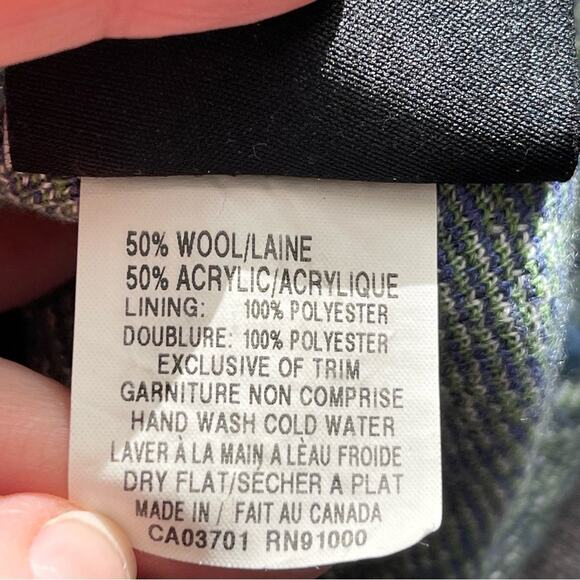 50% WOOL/LAINE
50% ACRYLIC/ACRYLIQUE
LINING: 100% POLYESTER
DOUBLURE: 100% POLYESTER
EXCLUSIVE OF TRIM
GARNITURE NON COMPRISE
HAND WASH COLD WATER
LAVER À LA MAIN A LÈAU FROIDE
DRY FLAT/SÉCHER A PLAT
MADE IN / FAIT AU CANADA
CA03701 RN91000